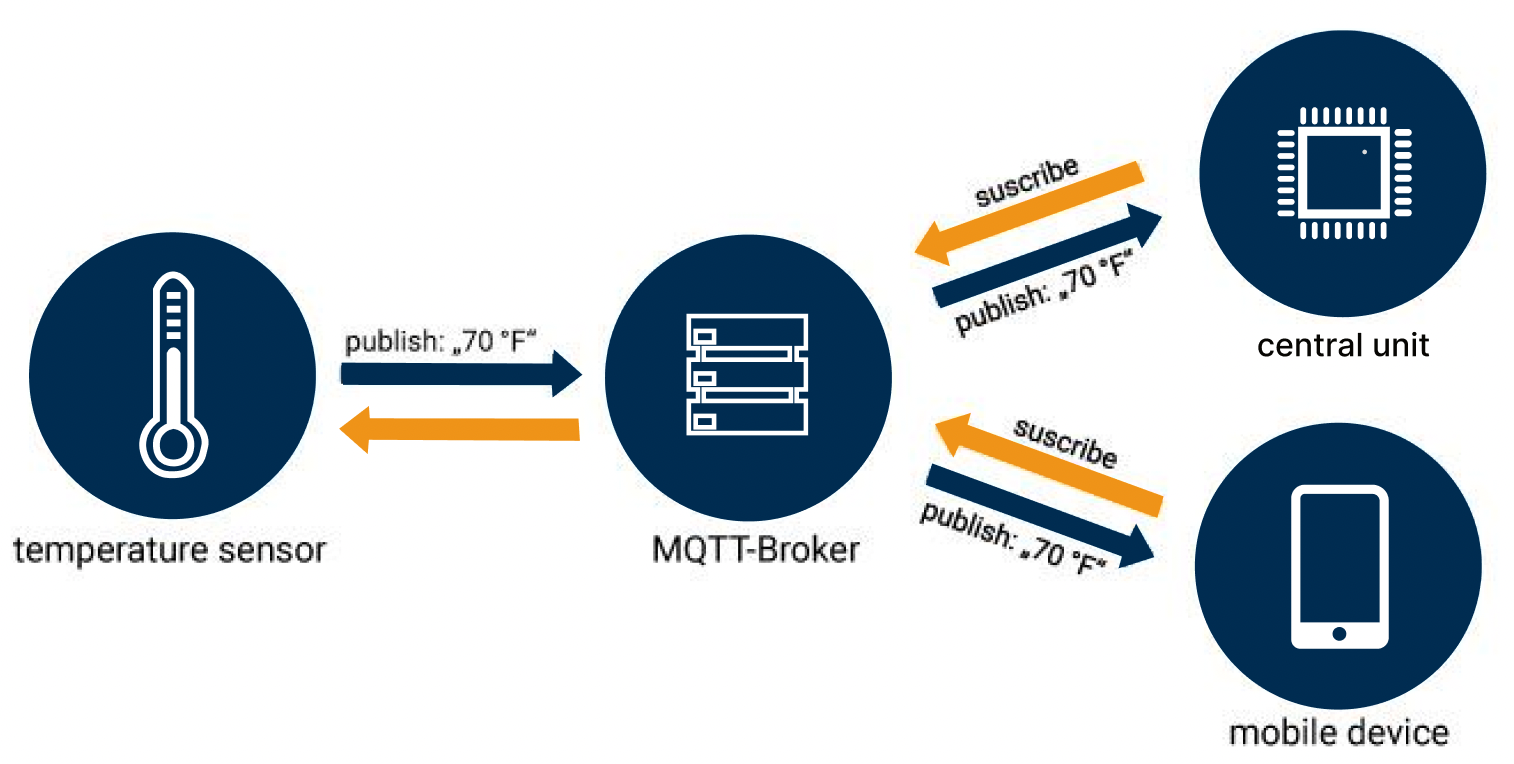 publish: „70 °F“
temperature sensor
MQTT-Broker
suscribe
publish: „70 °F“
central unit
suscribe
publish: „70 °F“
mobile device